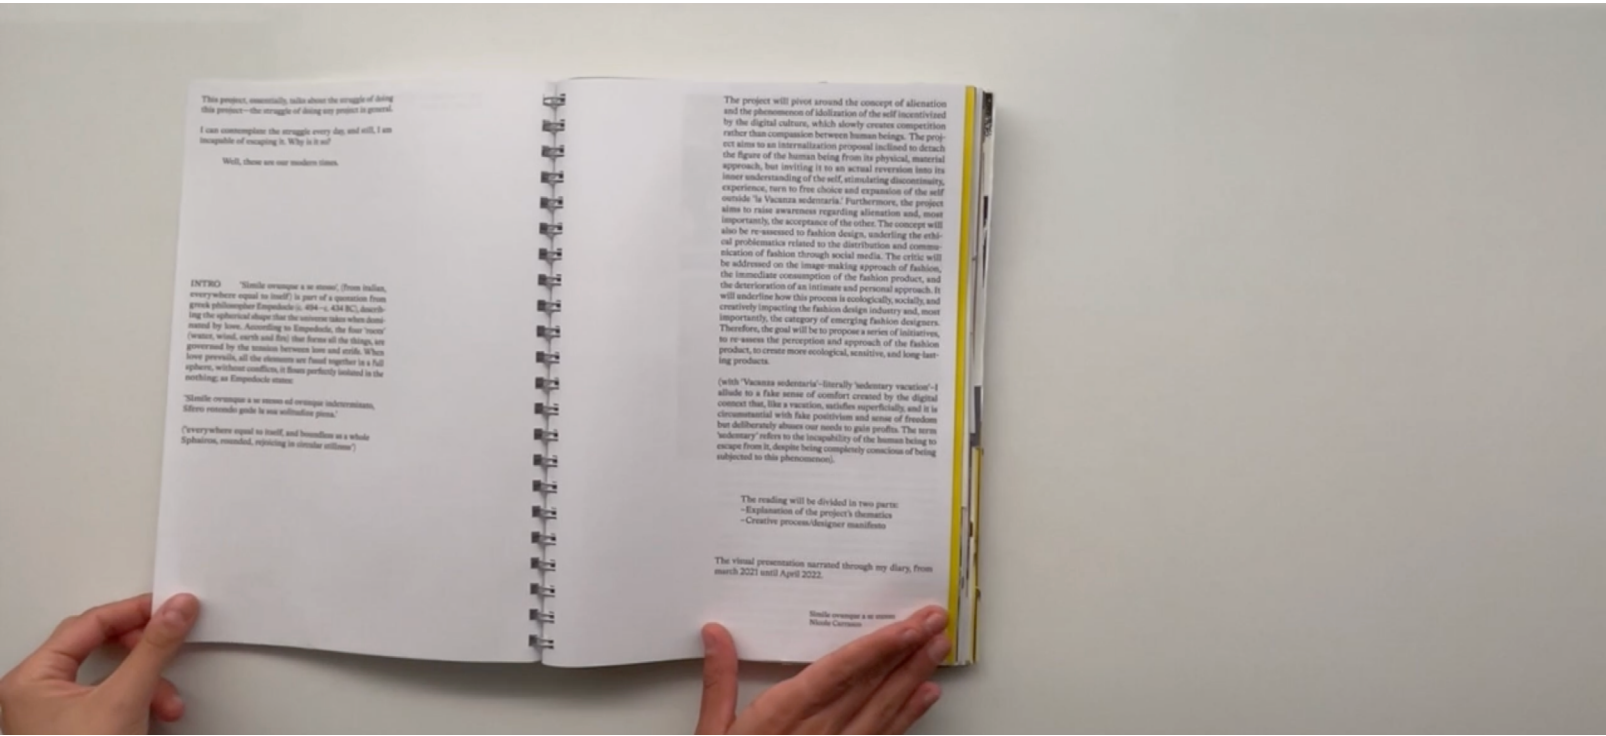 This project, essentially, talks about the struggle of doing
this project—the struggle of doing any project in general.
I can contemplate the struggle every day, and still, I am
incapable of escaping it. Why is it so?
Well, these are our modern times.
INTRO 'Simile ovunque a se stesso', (from Italian,
everywhere equal to itself) is part of a quotation from
greek philosopher Empedocle (c. 494–c. 434 BC), describ-
ing the spherical shape that the universe takes when domi-
nated by love. According to Empedocle, the four 'roots'
(water, wind, earth and fire) that forms all the things, are
governed by the tension between love and strife. When
love prevails, all the elements are fused together in a full
sphere, without conflicts, it floats perfectly isolated in the
nothing; as Empedocle states:
'Simile ovunque a se stesso ed ovunque indeterminato,
Sfero rotondo gode la sua solitudine piena.'
('everywhere equal to itself, and boundless as a whole
Sphairos, rounded, rejoicing in circular stillness')
The project will pivot around the concept of alienation
and the phenomenon of idolization of the self incentivized
by the digital culture, which slowly creates competition
rather than compassion between human beings. The proj-
ect aims to an internalization proposal inclined to detach
the figure of the human being from its physical, material
approach, but inviting it to an actual reversion into its
inner understanding of the self, stimulating discontinuity,
experience, turn to free choice and expansion of the self
outside 'la Vacanza sedentaria.' Furthermore, the project
aims to raise awareness regarding alienation and, most
importantly, the acceptance of the other. The concept will
also be re-assessed to fashion design, underling the ethi-
cal problematics related to the distribution and commu-
nication of fashion through social media. The critic will
be addressed on the image-making approach of fashion,
the immediate consumption of the fashion product, and
the deterioration of an intimate and personal approach. It
will underline how this process is ecologically, socially, and
creatively impacting the fashion design industry and, most
importantly, the category of emerging fashion designers.
Therefore, the goal will be to propose a series of initiatives,
to re-assess the perception and approach of the fashion
product, to create more ecological, sensitive, and long-last-
ing products.
(with 'Vacanza sedentaria'–literally 'sedentary vacation'–I
allude to a fake sense of comfort created by the digital
context that, like a vacation, satisfies superficially, and it is
circumstantial with fake positivism and sense of freedom
but deliberately abuses our needs to gain profits. The term
'sedentary' refers to the incapability of the human being to
escape from it, despite being completely conscious of being
subjected to this phenomenon).
The reading will be divided in two parts:
–Explanation of the project's thematics
–Creative process/designer manifesto
The visual presentation narrated through my diary, from
march 2021 until April 2022.
Simile ovunque a se stesso
Nicole